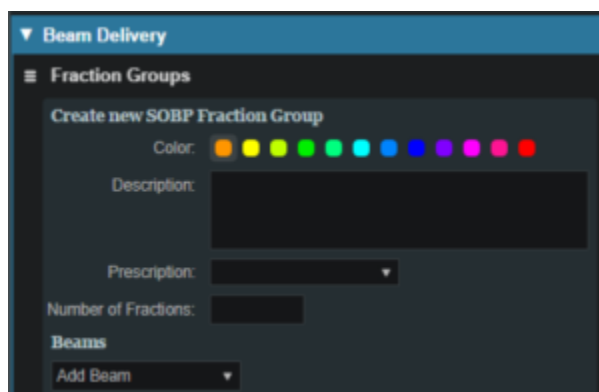 Beam Delivery
Fraction Groups
Create new SOBP Fraction Group
Color:
Description:
Prescription:
Number of Fractions:
Beams
Add Beam